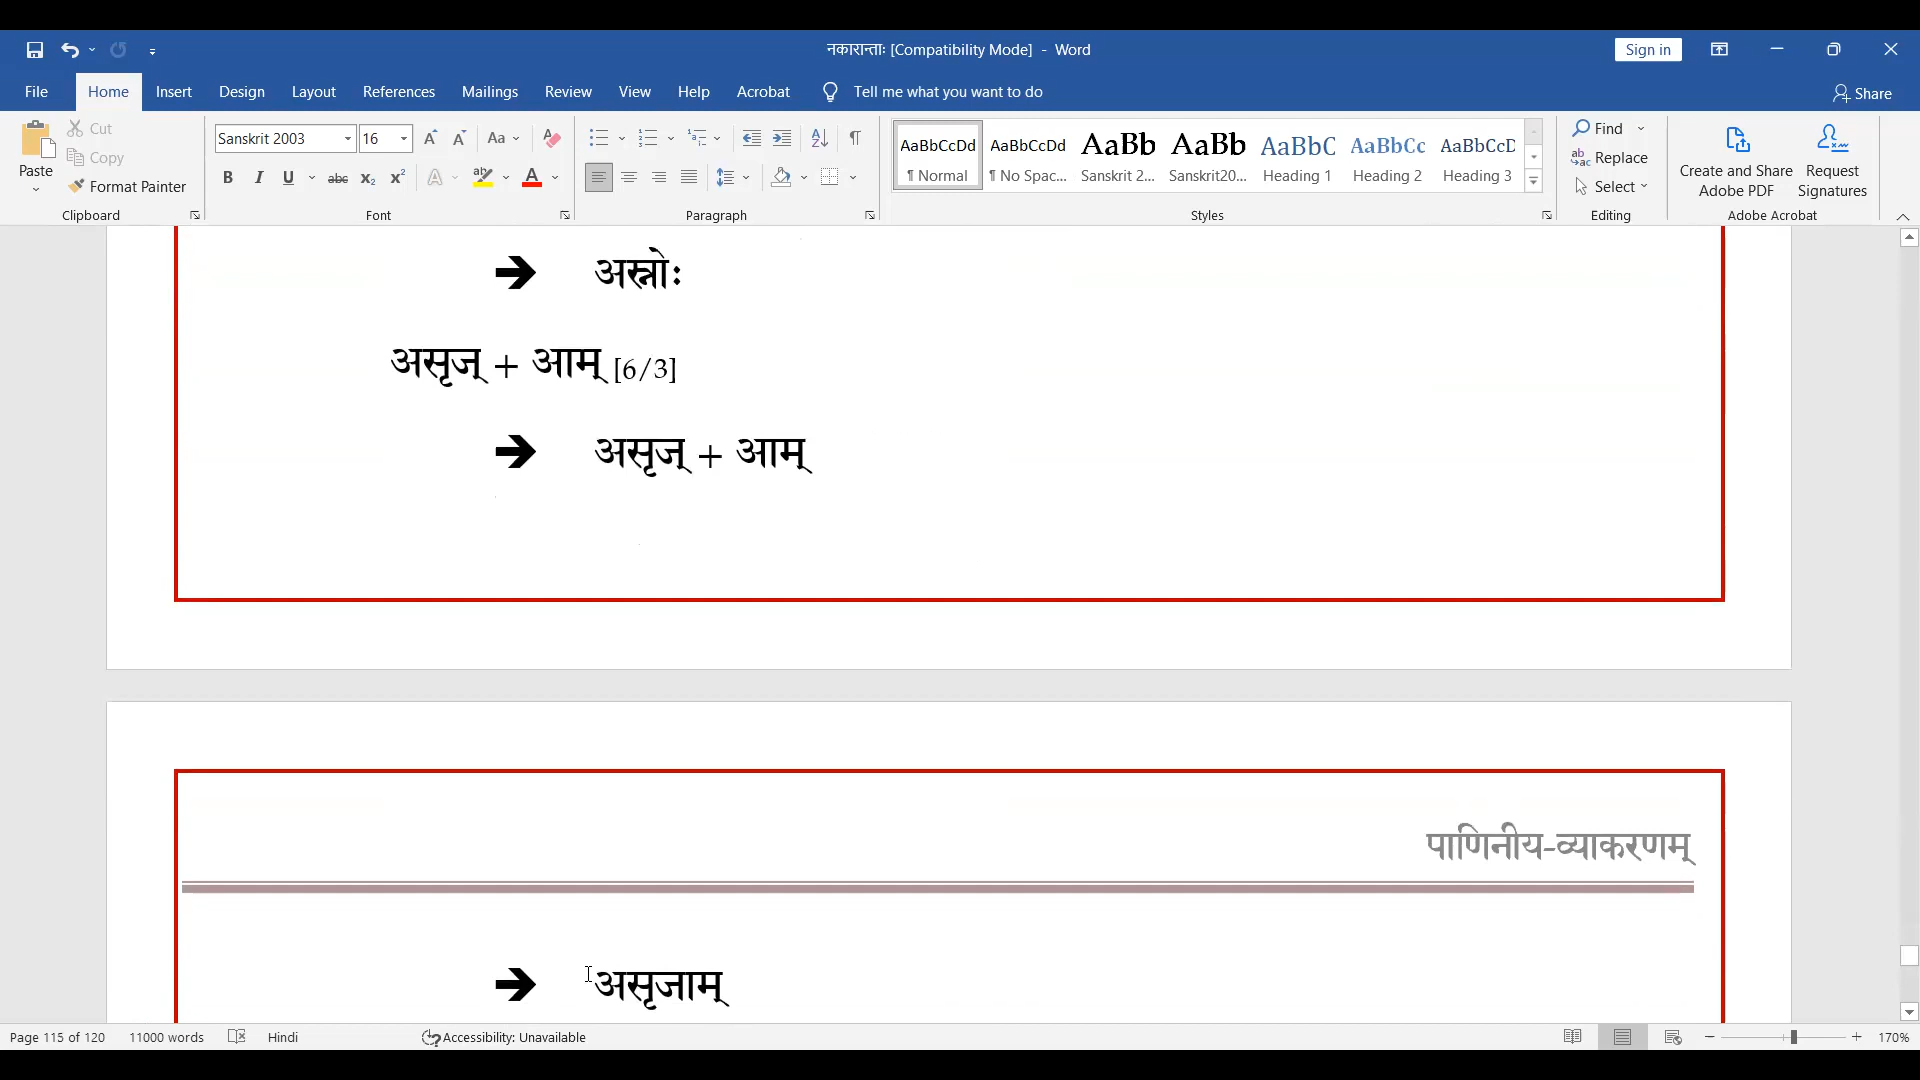 नकारान्ताः [Compatibility Mode] - Word
Sign in
File Home Insert Design Layout References Mailings Review View Help Acrobat Tell me what you want to do Share
Paste Cut Copy Format Painter
Sanskrit 2003 16
AaBbCcDd AaBbCcDd AaBb AaBb AaBbC AaBbCc AaBbCcD
¶ Normal ¶ No Spac... Sanskrit 2... Sanskrit20... Heading 1 Heading 2 Heading 3
Find Replace Select
Create and Share Adobe PDF Request Signatures
Clipboard Font Paragraph Styles Editing Adobe Acrobat
➔ अस्नोः
असृज् + आम् [6/3]
➔ असृज् + आम्
पाणिनीय-व्याकरणम्
➔ असृजाम्
Page 115 of 120 11000 words Hindi Accessibility: Unavailable 170%